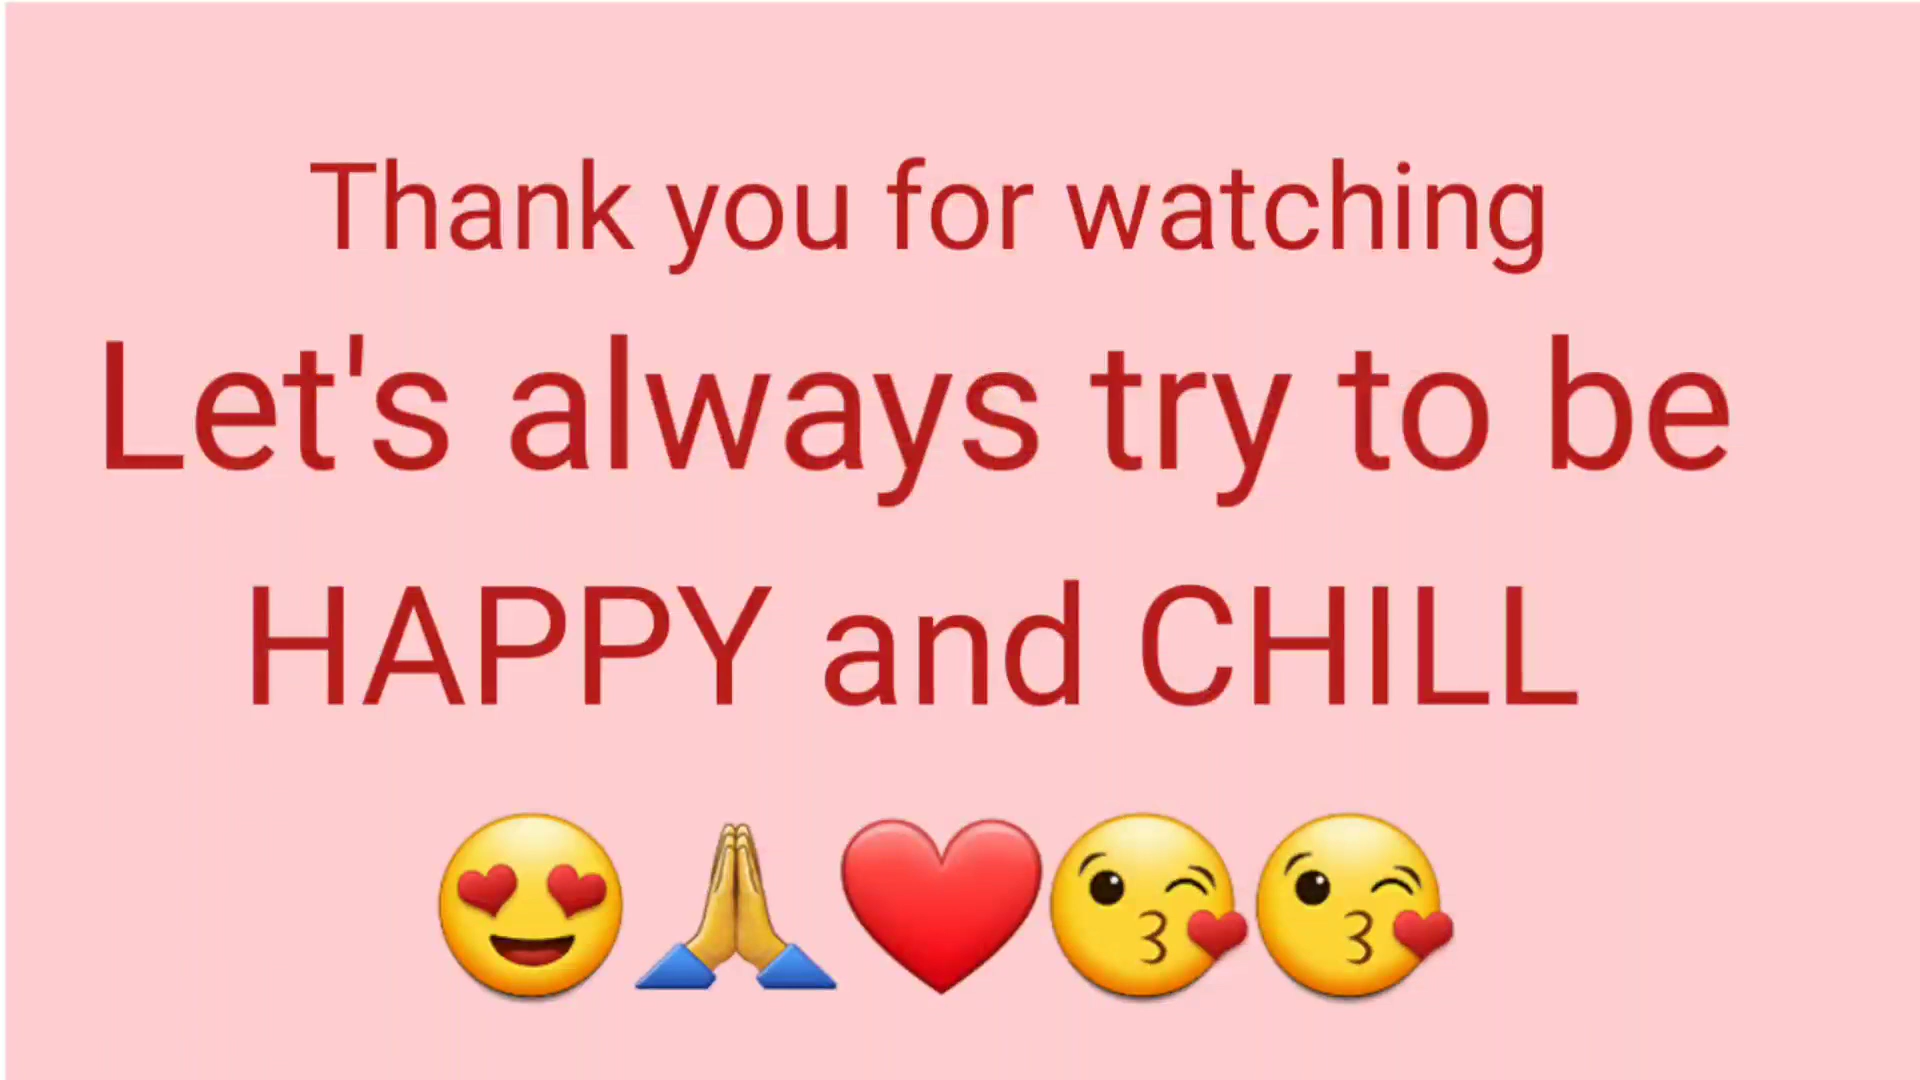 Thank you for watching
Let's always try to be
HAPPY and CHILL
😍🙏❤️😘😘